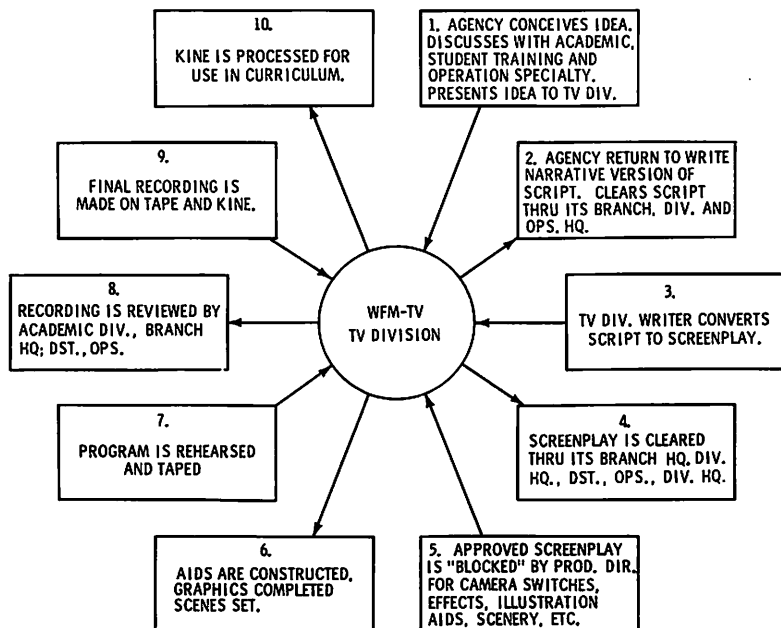 1. AGENCY CONCEIVES IDEA.
DISCUSSES WITH ACADEMIC,
STUDENT TRAINING AND
OPERATION SPECIALTY.
PRESENTS IDEA TO TV DIV.
2. AGENCY RETURN TO WRITE
NARRATIVE VERSION OF
SCRIPT. CLEARS SCRIPT
THRU ITS BRANCH, DIV. AND
OPS. HQ.
3.
TV DIV. WRITER CONVERTS
SCRIPT TO SCREENPLAY.
4.
SCREENPLAY IS CLEARED
THRU ITS BRANCH HQ. DIV.
HQ., DST., OPS., DIV. HQ.
5. APPROVED SCREENPLAY
IS "BLOCKED" BY PROD. DIR.
FOR CAMERA SWITCHES,
EFFECTS, ILLUSTRATION
AIDS, SCENERY, ETC.
6.
AIDS ARE CONSTRUCTED,
GRAPHICS COMPLETED
SCENES SET.
7.
PROGRAM IS REHEARSED
AND TAPED
8.
RECORDING IS REVIEWED BY
ACADEMIC DIV., BRANCH
HQ; DST., OPS.
9.
FINAL RECORDING IS
MADE ON TAPE AND KINE.
10.
KINE IS PROCESSED FOR
USE IN CURRICULUM.
WFM-TV
TV DIVISION